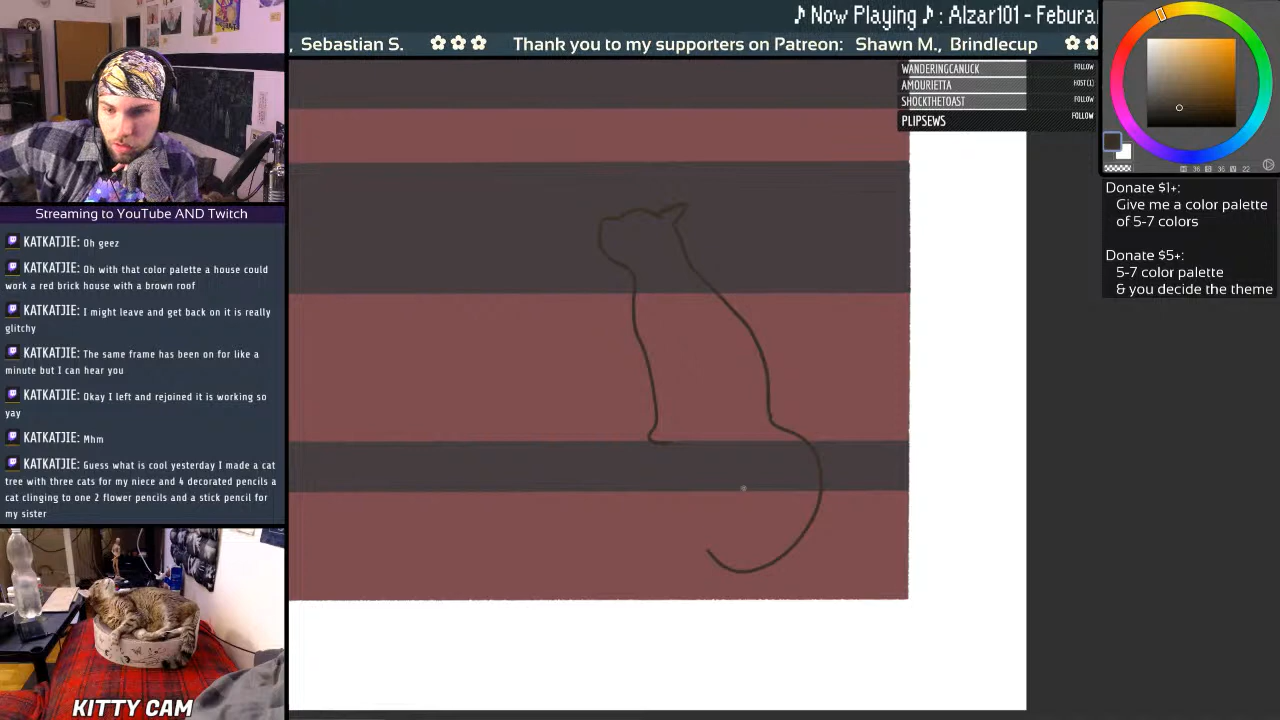 ♪ Now Playing ♪ : Alzar101 - Febura
, Sebastian S. ✿ ✿ ✿ Thank you to my supporters on Patreon: Shawn M., Brindlecup ✿ ✿
WANDERINGCANUCK FOLLOW
AMOURIETTA HOST(1)
SHOCKTHETOAST FOLLOW
PLIPSEWS FOLLOW
36 36 22
Donate $1+:
Give me a color palette
of 5-7 colors
Donate $5+:
5-7 color palette
& you decide the theme
Streaming to YouTube AND Twitch
KATKATJIE: Oh geez
KATKATJIE: Oh with that color palette a house could
work a red brick house with a brown roof
KATKATJIE: I might leave and get back on it is really
glitchy
KATKATJIE: The same frame has been on for like a
minute but I can hear you
KATKATJIE: Okay I left and rejoined it is working so
yay
KATKATJIE: Mhm
KATKATJIE: Guess what is cool yesterday I made a cat
tree with three cats for my niece and 4 decorated pencils a
cat clinging to one 2 flower pencils and a stick pencil for
my sister
KITTY CAM